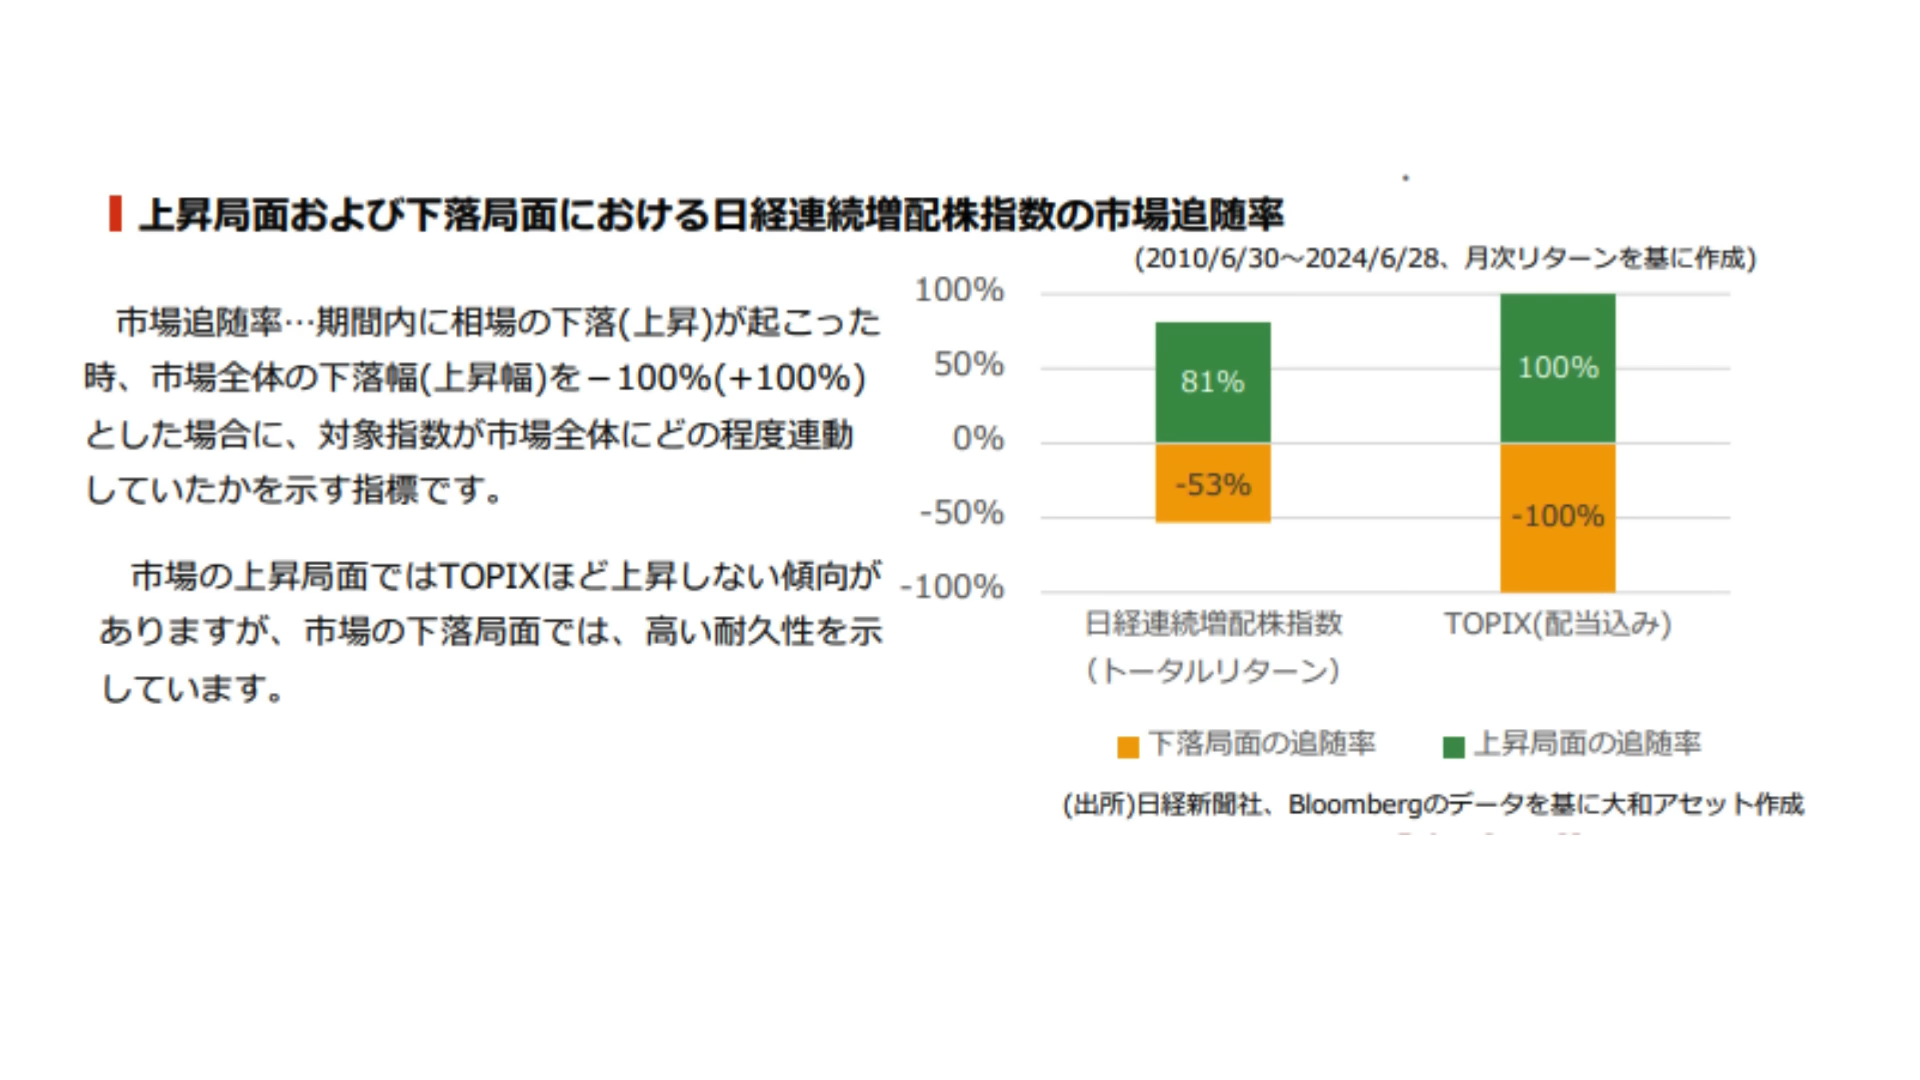 上昇局面および下落局面における日経連続増配株指数の市場追随率
(2010/6/30～2024/6/28、月次リターンを基に作成)
市場追随率…期間内に相場の下落(上昇)が起こった
時、市場全体の下落幅(上昇幅)を－100%(+100%)
とした場合に、対象指数が市場全体にどの程度連動
していたかを示す指標です。
市場の上昇局面ではTOPIXほど上昇しない傾向が
ありますが、市場の下落局面では、高い耐久性を示
しています。
100%
50%
0%
-50%
-100%
81%
-53%
100%
-100%
日経連続増配株指数
（トータルリターン）
TOPIX(配当込み)
下落局面の追随率
上昇局面の追随率
(出所)日経新聞社、Bloombergのデータを基に大和アセット作成